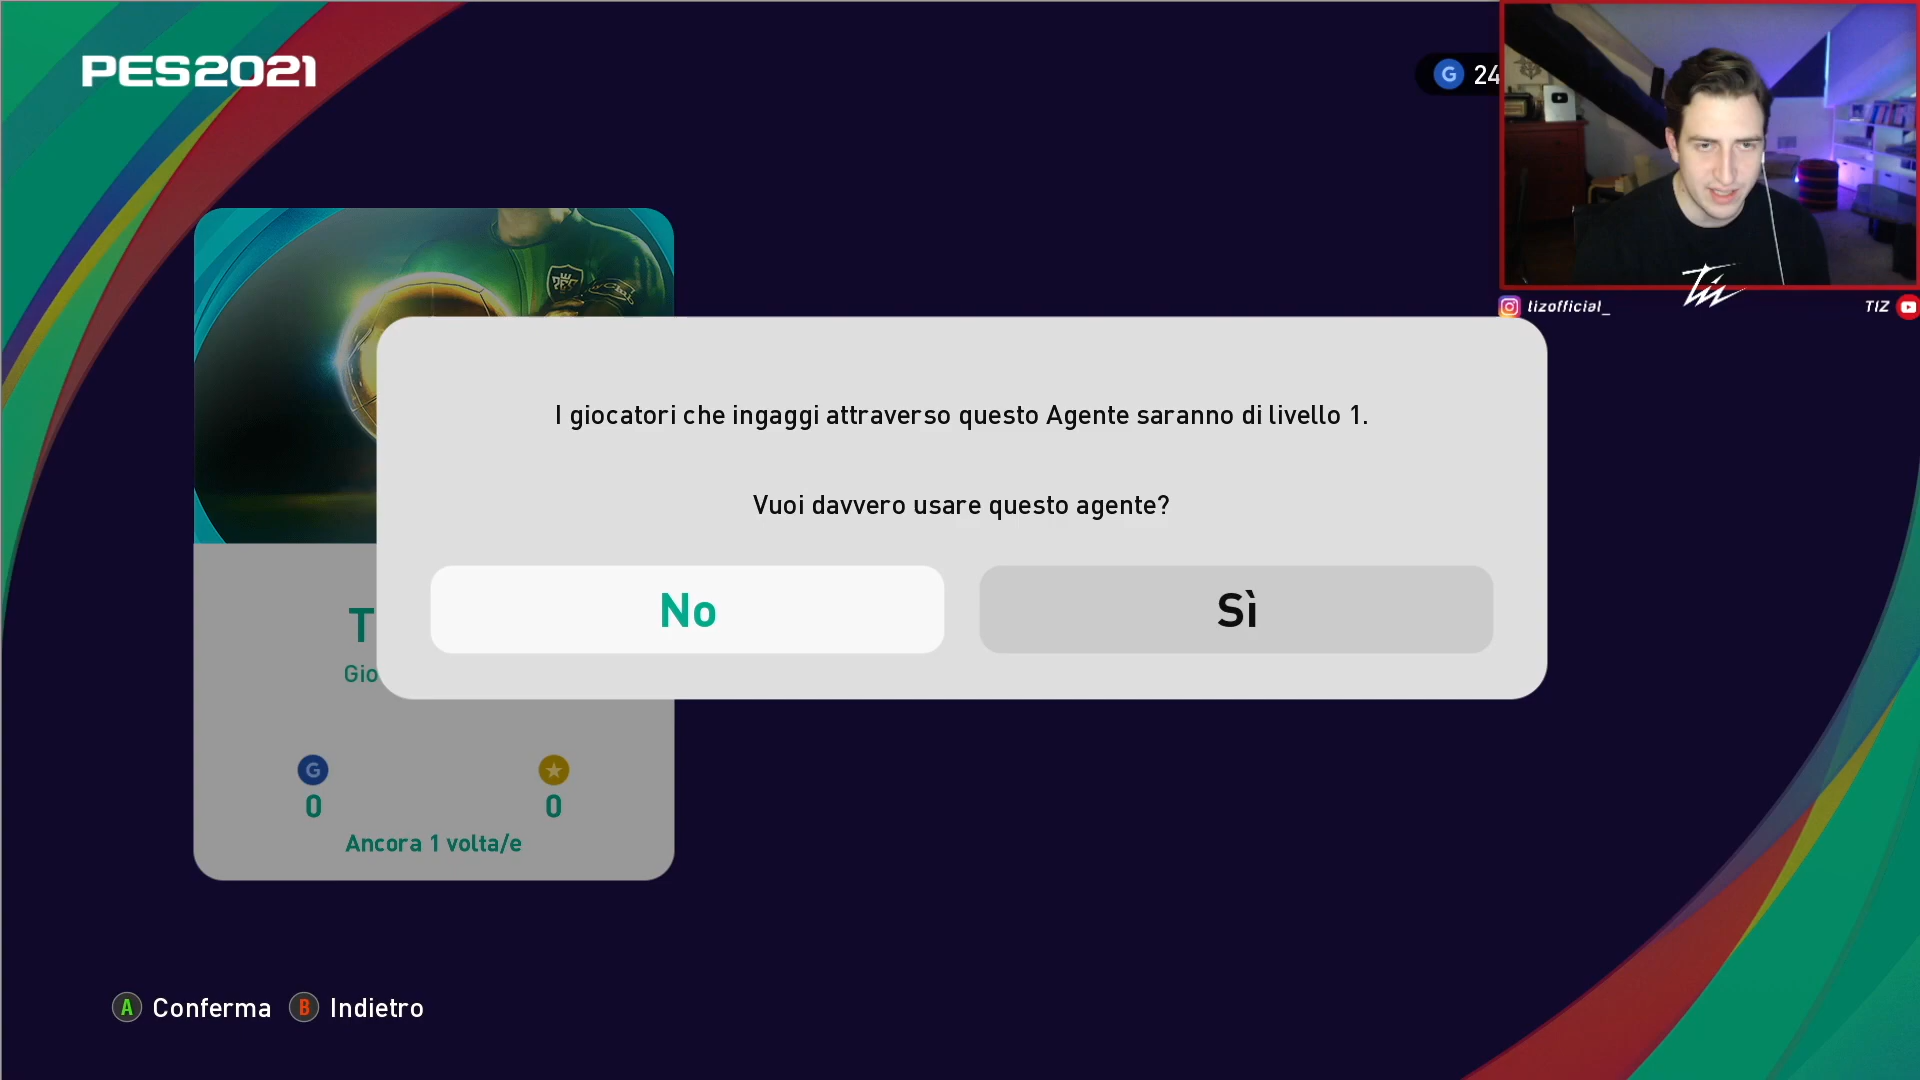 PES2021
G 24
tizofficial_
TIZ
I giocatori che ingaggi attraverso questo Agente saranno di livello 1.
Vuoi davvero usare questo agente?
No
Sì
T
Gio
G
0
0
Ancora 1 volta/e
A Conferma B Indietro